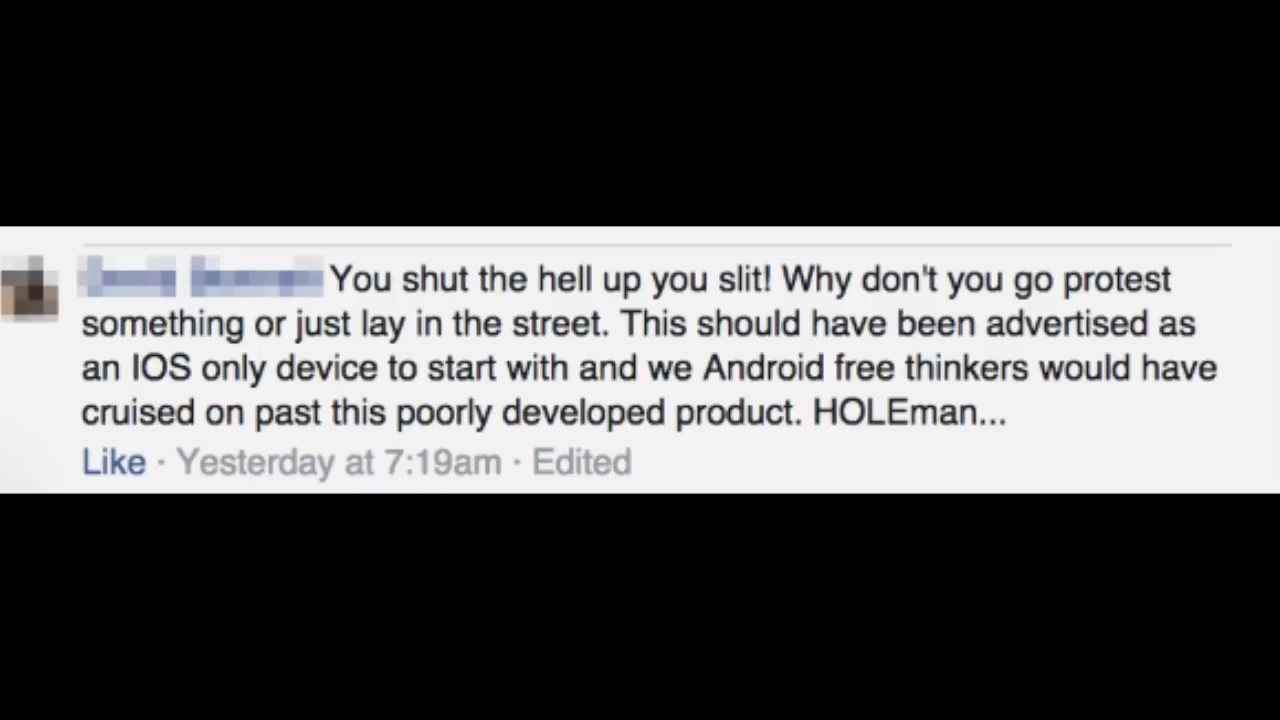 You shut the hell up you slit! Why don't you go protest
something or just lay in the street. This should have been advertised as
an IOS only device to start with and we Android free thinkers would have
cruised on past this poorly developed product. HOLEman...
Like · Yesterday at 7:19am · Edited